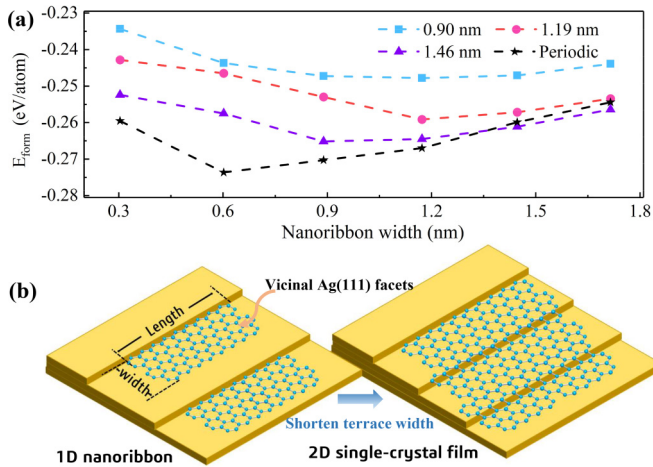 (a)
-0.23
-0.24
-0.25
-0.26
-0.27
-0.28
E_form (eV/atom)
0.90 nm
1.19 nm
1.46 nm
Periodic
0.3
0.6
0.9
1.2
1.5
1.8
Nanoribbon width (nm)
(b)
Vicinal Ag(111) facets
Length
width
Shorten terrace width
1D nanoribbon
2D single-crystal film